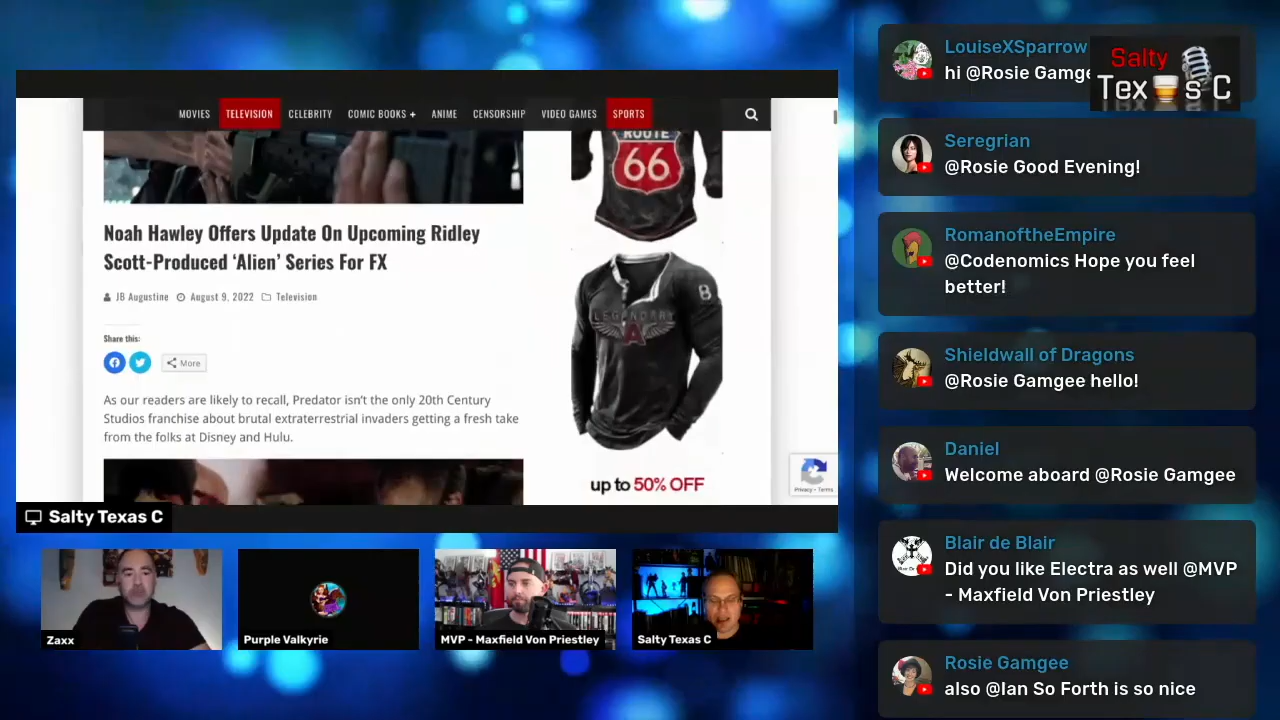 MOVIES TELEVISION CELEBRITY COMIC BOOKS + ANIME CENSORSHIP VIDEO GAMES SPORTS
ROUTE
66
Noah Hawley Offers Update On Upcoming Ridley
Scott-Produced ‘Alien’ Series For FX
JB Augustine August 9, 2022 Television
Share this:
More
As our readers are likely to recall, Predator isn’t the only 20th Century
Studios franchise about brutal extraterrestrial invaders getting a fresh take
from the folks at Disney and Hulu.
8
LEGENDARY
A
up to 50% OFF
Privacy - Terms
Salty Texas C
Zaxx
Purple Valkyrie
MVP - Maxfield Von Priestley
Salty Texas C
LouiseXSparrow
hi @Rosie Gamge
Salty
Tex s C
Seregrian
@Rosie Good Evening!
RomanoftheEmpire
@Codenomics Hope you feel
better!
Shieldwall of Dragons
@Rosie Gamgee hello!
Daniel
Welcome aboard @Rosie Gamgee
Blair de Blair
Did you like Electra as well @MVP
- Maxfield Von Priestley
Rosie Gamgee
also @Ian So Forth is so nice